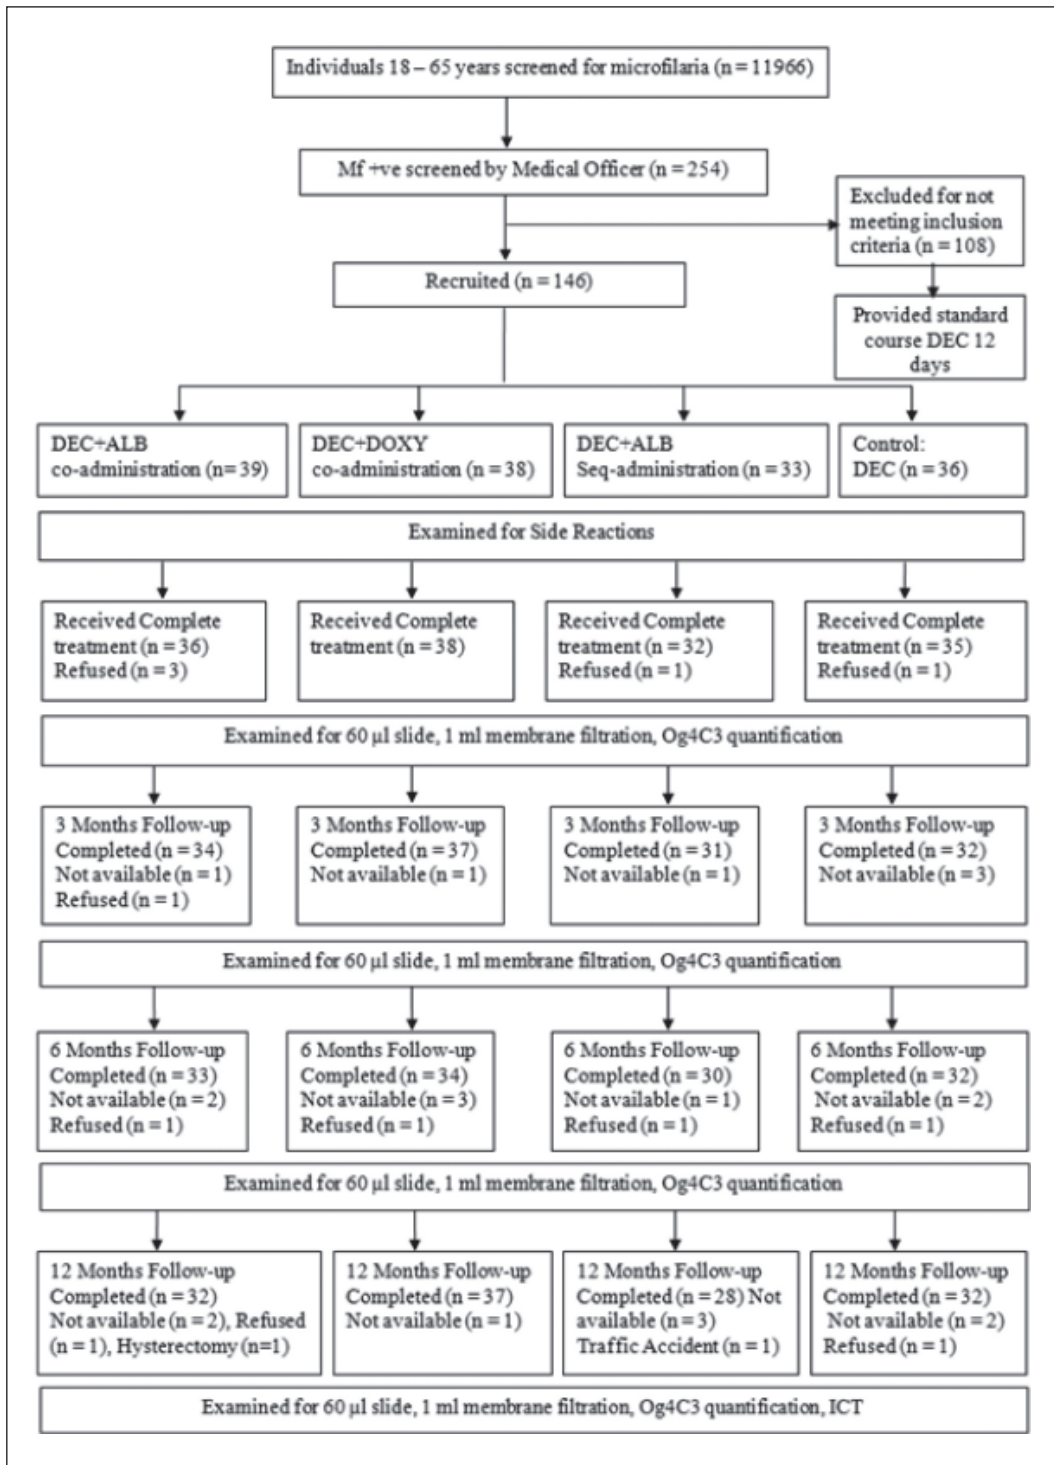 Individuals 18 – 65 years screened for microfilaria (n = 11966)
Mf +ve screened by Medical Officer (n = 254)
Excluded for not
meeting inclusion
criteria (n = 108)
Recruited (n = 146)
Provided standard
course DEC 12
days
DEC+ALB
co-administration (n= 39)
DEC+DOXY
co-administration (n = 38)
DEC+ALB
Seq-administration (n = 33)
Control:
DEC (n = 36)
Examined for Side Reactions
Received Complete
treatment (n = 36)
Refused (n = 3)
Received Complete
treatment (n = 38)
Received Complete
treatment (n = 32)
Refused (n = 1)
Received Complete
treatment (n = 35)
Refused (n = 1)
Examined for 60 µl slide, 1 ml membrane filtration, Og4C3 quantification
3 Months Follow-up
Completed (n = 34)
Not available (n = 1)
Refused (n = 1)
3 Months Follow-up
Completed (n = 37)
Not available (n = 1)
3 Months Follow-up
Completed (n = 31)
Not available (n = 1)
3 Months Follow-up
Completed (n = 32)
Not available (n = 3)
Examined for 60 µl slide, 1 ml membrane filtration, Og4C3 quantification
6 Months Follow-up
Completed (n = 33)
Not available (n = 2)
Refused (n = 1)
6 Months Follow-up
Completed (n = 34)
Not available (n = 3)
Refused (n = 1)
6 Months Follow-up
Completed (n = 30)
Not available (n = 1)
Refused (n = 1)
6 Months Follow-up
Completed (n = 32)
Not available (n = 2)
Refused (n = 1)
Examined for 60 µl slide, 1 ml membrane filtration, Og4C3 quantification
12 Months Follow-up
Completed (n = 32)
Not available (n = 2), Refused
(n = 1), Hysterectomy (n=1)
12 Months Follow-up
Completed (n = 37)
Not available (n = 1)
12 Months Follow-up
Completed (n = 28) Not
available (n = 3)
Traffic Accident (n = 1)
12 Months Follow-up
Completed (n = 32)
Not available (n = 2)
Refused (n = 1)
Examined for 60 µl slide, 1 ml membrane filtration, Og4C3 quantification, ICT